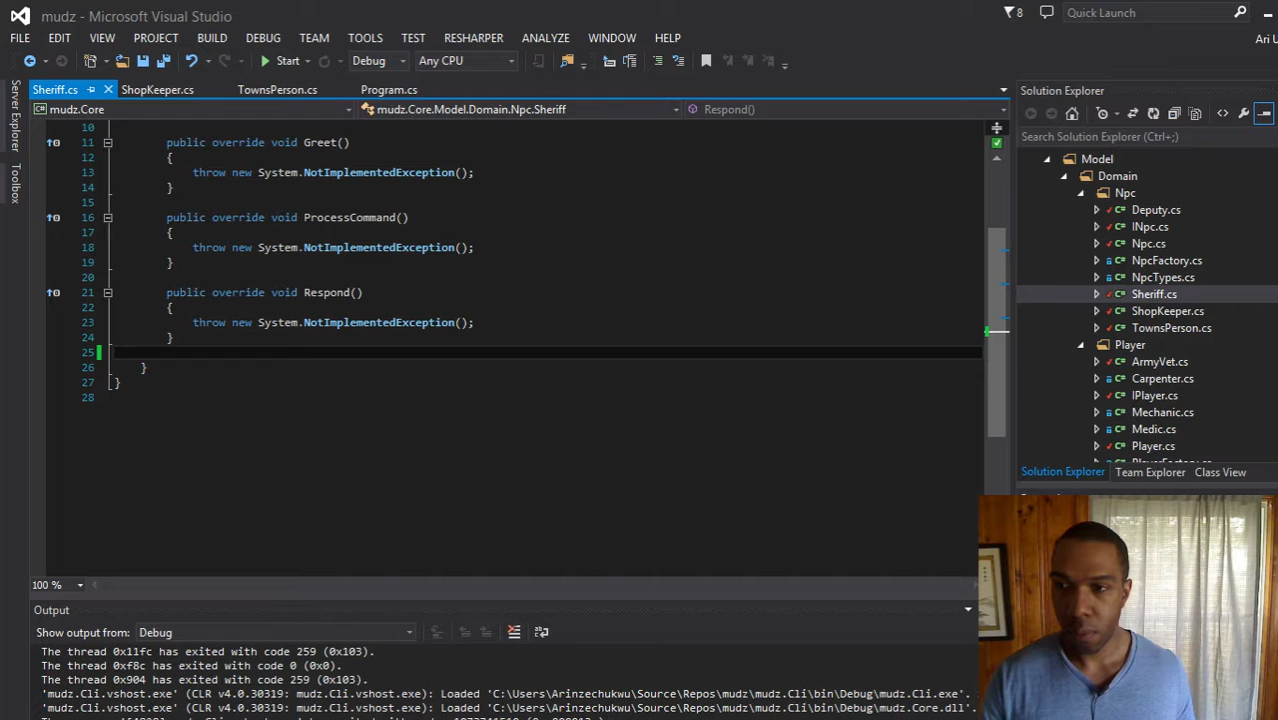 mudz - Microsoft Visual Studio
8
Quick Launch (Ctrl+Q)
FILE EDIT VIEW PROJECT BUILD DEBUG TEAM TOOLS TEST RESHARPER ANALYZE WINDOW HELP
Ari U
Start Debug Any CPU
Server Explorer
Toolbox
Sheriff.cs ShopKeeper.cs TownsPerson.cs Program.cs
mudz.Core mudz.Core.Model.Domain.Npc.Sheriff Respond()
10
11 public override void Greet()
12 {
13 throw new System.NotImplementedException();
14 }
15
16 public override void ProcessCommand()
17 {
18 throw new System.NotImplementedException();
19 }
20
21 public override void Respond()
22 {
23 throw new System.NotImplementedException();
24 }
25
26 }
27 }
28
100 %
Solution Explorer
Search Solution Explorer (Ctrl+;)
Model
Domain
Npc
Deputy.cs
INpc.cs
Npc.cs
NpcFactory.cs
NpcTypes.cs
Sheriff.cs
ShopKeeper.cs
TownsPerson.cs
Player
ArmyVet.cs
Carpenter.cs
IPlayer.cs
Mechanic.cs
Medic.cs
Player.cs
Solution Explorer Team Explorer Class View
Output
Show output from: Debug
The thread 0x11fc has exited with code 259 (0x103).
The thread 0xf8c has exited with code 0 (0x0).
The thread 0x904 has exited with code 259 (0x103).
'mudz.Cli.vshost.exe' (CLR v4.0.30319: mudz.Cli.vshost.exe): Loaded 'C:\Users\Arinzechukwu\Source\Repos\mudz\mudz.Cli\bin\Debug\mudz.Cli.exe'.
'mudz.Cli.vshost.exe' (CLR v4.0.30319: mudz.Cli.vshost.exe): Loaded 'C:\Users\Arinzechukwu\Source\Repos\mudz\mudz.Cli\bin\Debug\mudz.Core.dll'.